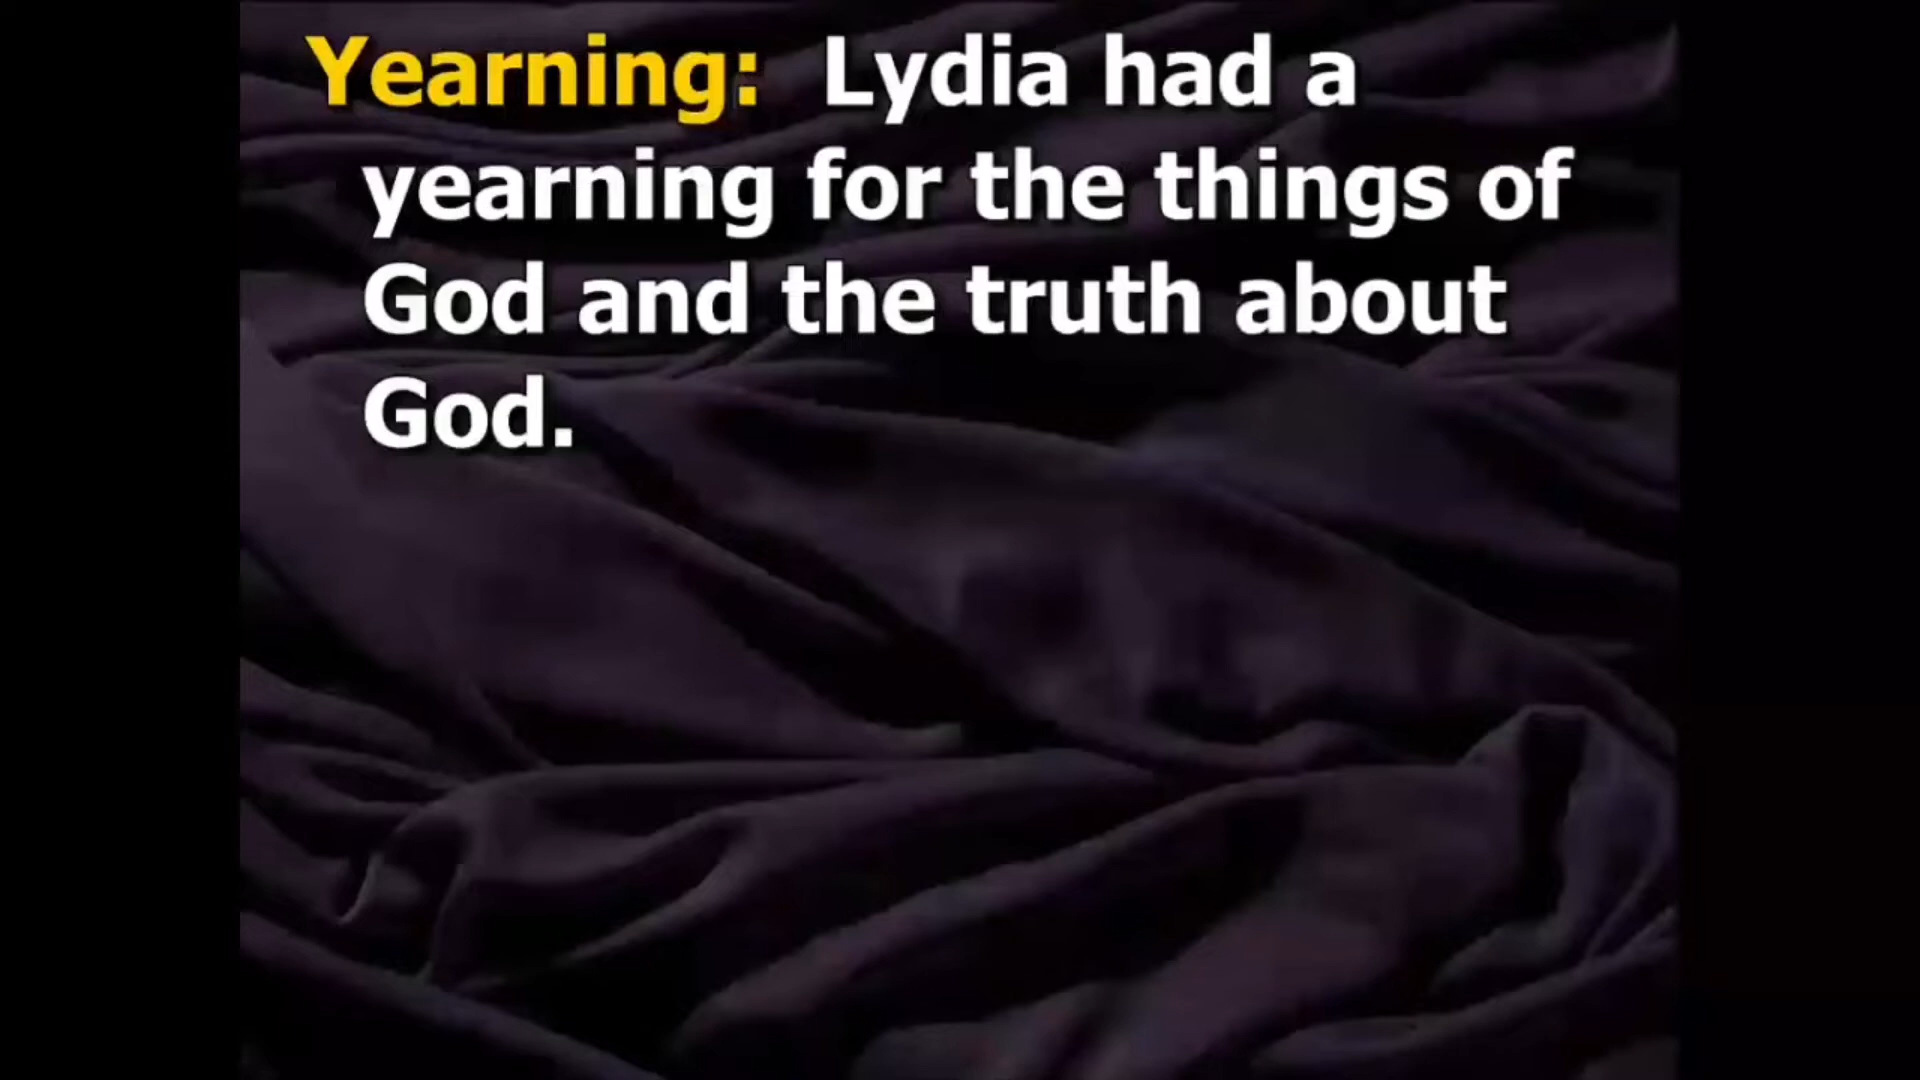 Yearning: Lydia had a
yearning for the things of
God and the truth about
God.